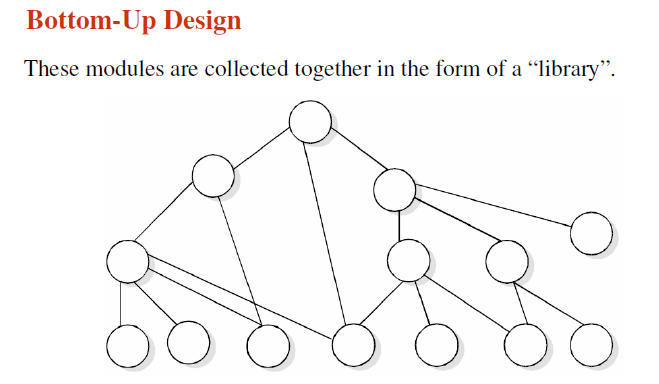 Bottom-Up Design
These modules are collected together in the form of a “library”.